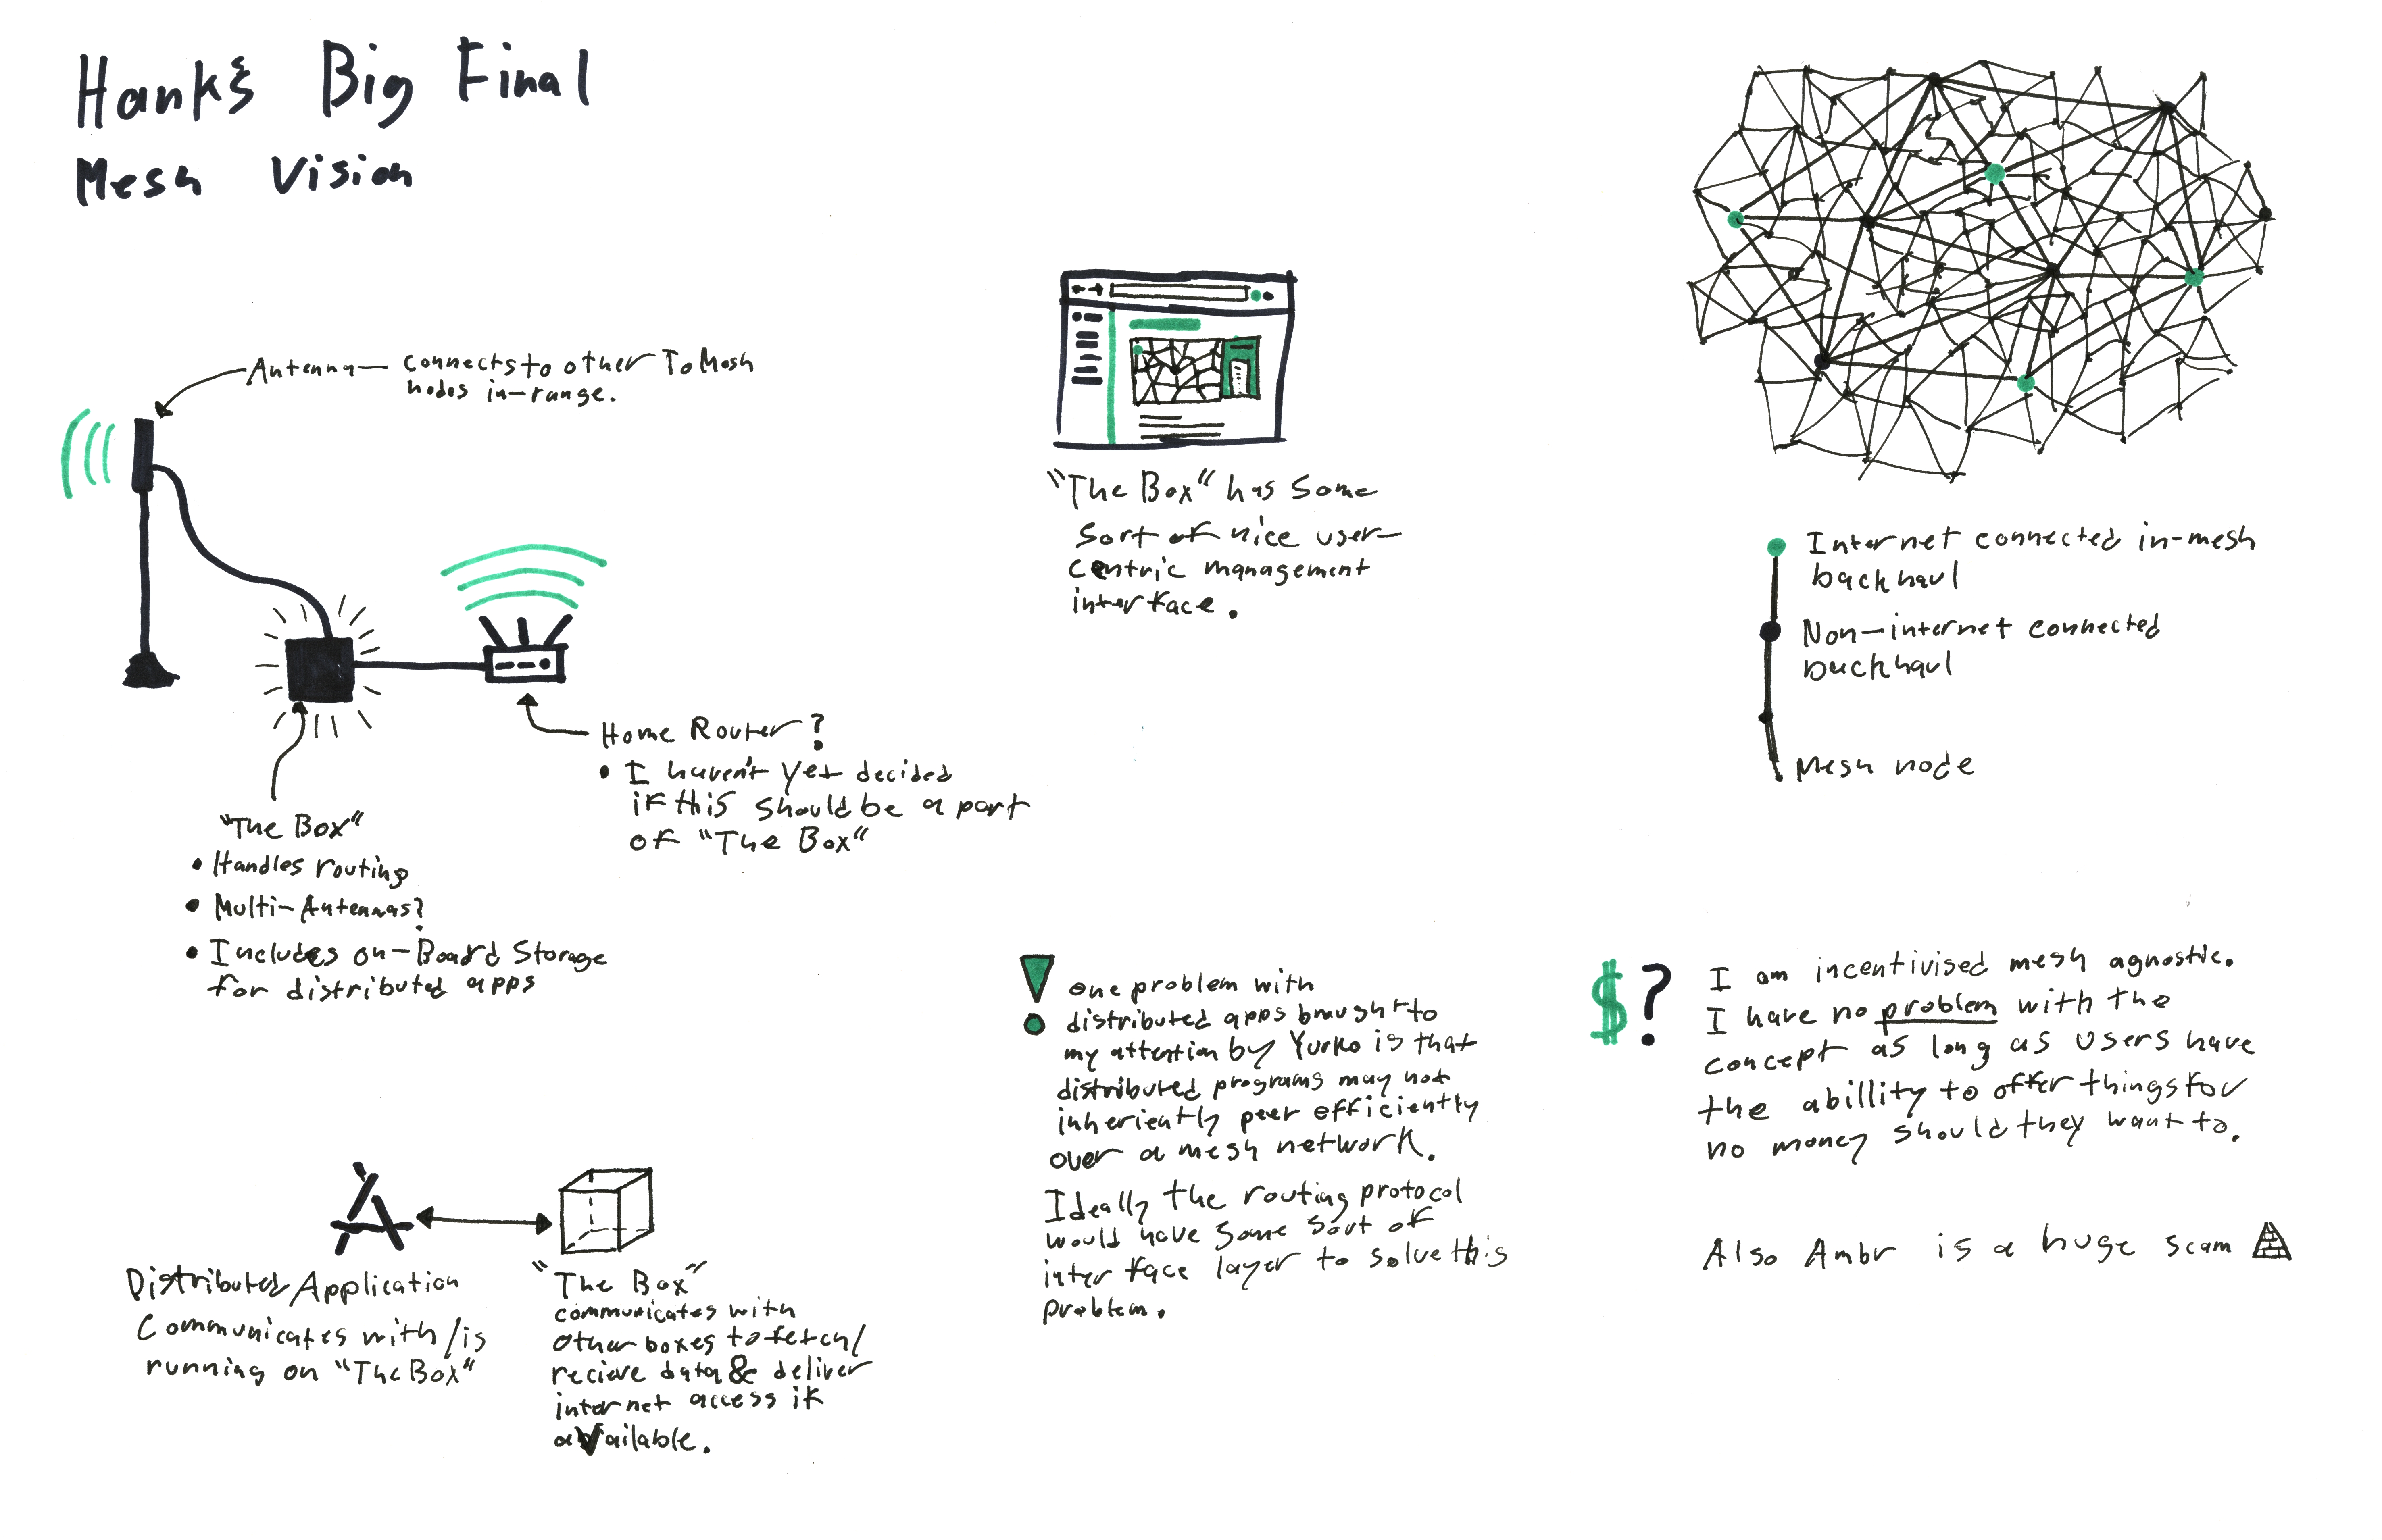 Hank's Big Final
Mesh Vision
Antenna— connects to other ToMesh
nodes in-range.
"The Box"
• Handles routing
• Multi-Antennas?
• Includes on-Board Storage
for distributed apps
Home Router?
• I haven't yet decided
if this should be a part
of "The Box"
Distributed Application
Communicates with/is
running on "The Box"
"The Box"
communicates with
other boxes to fetch/
recieve data & deliver
internet access if
available.
"The Box" has some
sort of nice user-
centric management
interface.
one problem with
distributed apps brought to
my attention by Yurko is that
distributed programs may not
inheriently peer efficiently
over a mesh network.
Ideally the routing protocol
would have some sort of
interface layer to solve this
problem.
Internet connected in-mesh
backhaul
Non-internet connected
backhaul
Mesh node
$? I am incentivised mesh agnostic.
I have no problem with the
concept as long as users have
the abillity to offer things for
no money should they want to.
Also Ambr is a huge scam